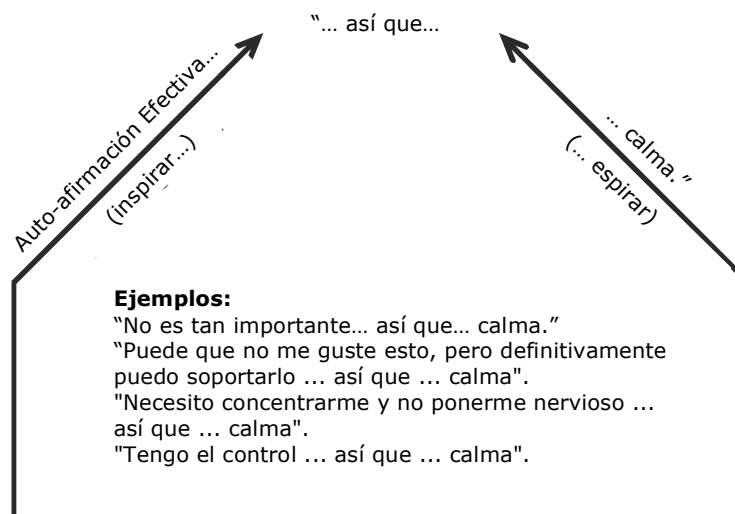 “… así que…
Auto-afirmación Efectiva…
(inspirar…)
… calma.”
(… espirar)
Ejemplos:
“No es tan importante… así que… calma.”
“Puede que no me guste esto, pero definitivamente
puedo soportarlo ... así que ... calma".
"Necesito concentrarme y no ponerme nervioso ...
así que ... calma".
"Tengo el control ... así que ... calma".